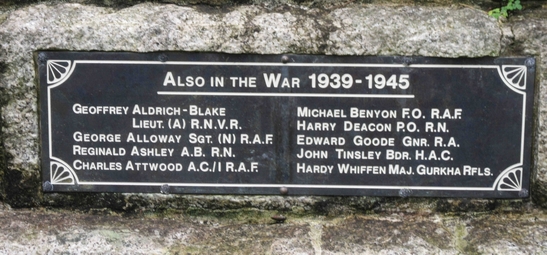 ALSO IN THE WAR 1939-1945
GEOFFREY ALDRICH-BLAKE
LIEUT. (A) R.N.V.R.
GEORGE ALLOWAY SGT. (N) R.A.F.
REGINALD ASHLEY A.B. R.N.
CHARLES ATTWOOD A.C./I R.A.F.
MICHAEL BENYON F.O. R.A.F.
HARRY DEACON P.O. R.N.
EDWARD GOODE GNR. R.A.
JOHN TINSLEY BDR. H.A.C.
HARDY WHIFFEN MAJ. GURKHA RFLS.